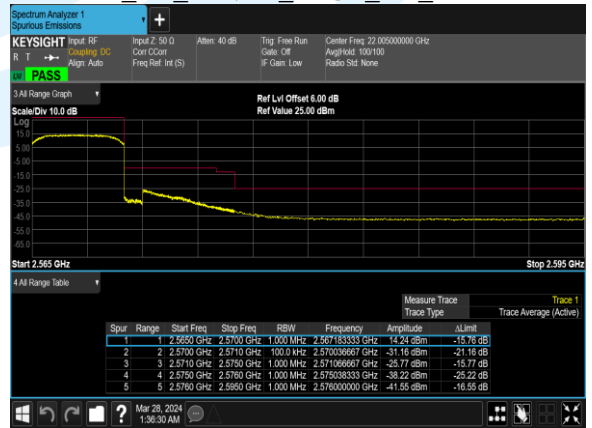 Spectrum Analyzer 1
Spurious Emissions
+
KEYSIGHT Input: RF Input Z: 50 Ω Atten: 40 dB Trig: Free Run Center Freq: 22.005000000 GHz
R T Coupling: DC Corr CCorr Gate: Off Avg|Hold: 100/100
Align: Auto Freq Ref: Int (S) IF Gain: Low Radio Std: None
LV PASS
3 All Range Graph
Ref Lvl Offset 6.00 dB
Scale/Div 10.0 dB Ref Value 25.00 dBm
Log
15.0
5.00
-5.00
-15.0
-25.0
-35.0
-45.0
-55.0
-65.0
Start 2.565 GHz Stop 2.595 GHz
4 All Range Table
Measure Trace Trace 1
Trace Type Trace Average (Active)
Spur Range Start Freq Stop Freq RBW Frequency Amplitude ΔLimit
1 1 2.5650 GHz 2.5700 GHz 1.000 MHz 2.567183333 GHz 14.24 dBm -15.76 dB
2 2 2.5700 GHz 2.5710 GHz 100.0 kHz 2.570036667 GHz -31.16 dBm -21.16 dB
3 3 2.5710 GHz 2.5750 GHz 1.000 MHz 2.571066667 GHz -25.77 dBm -15.77 dB
4 4 2.5750 GHz 2.5760 GHz 1.000 MHz 2.575038333 GHz -38.22 dBm -25.22 dB
5 5 2.5760 GHz 2.5950 GHz 1.000 MHz 2.576000000 GHz -41.55 dBm -16.55 dB
? Mar 28, 2024
1:36:30 AM